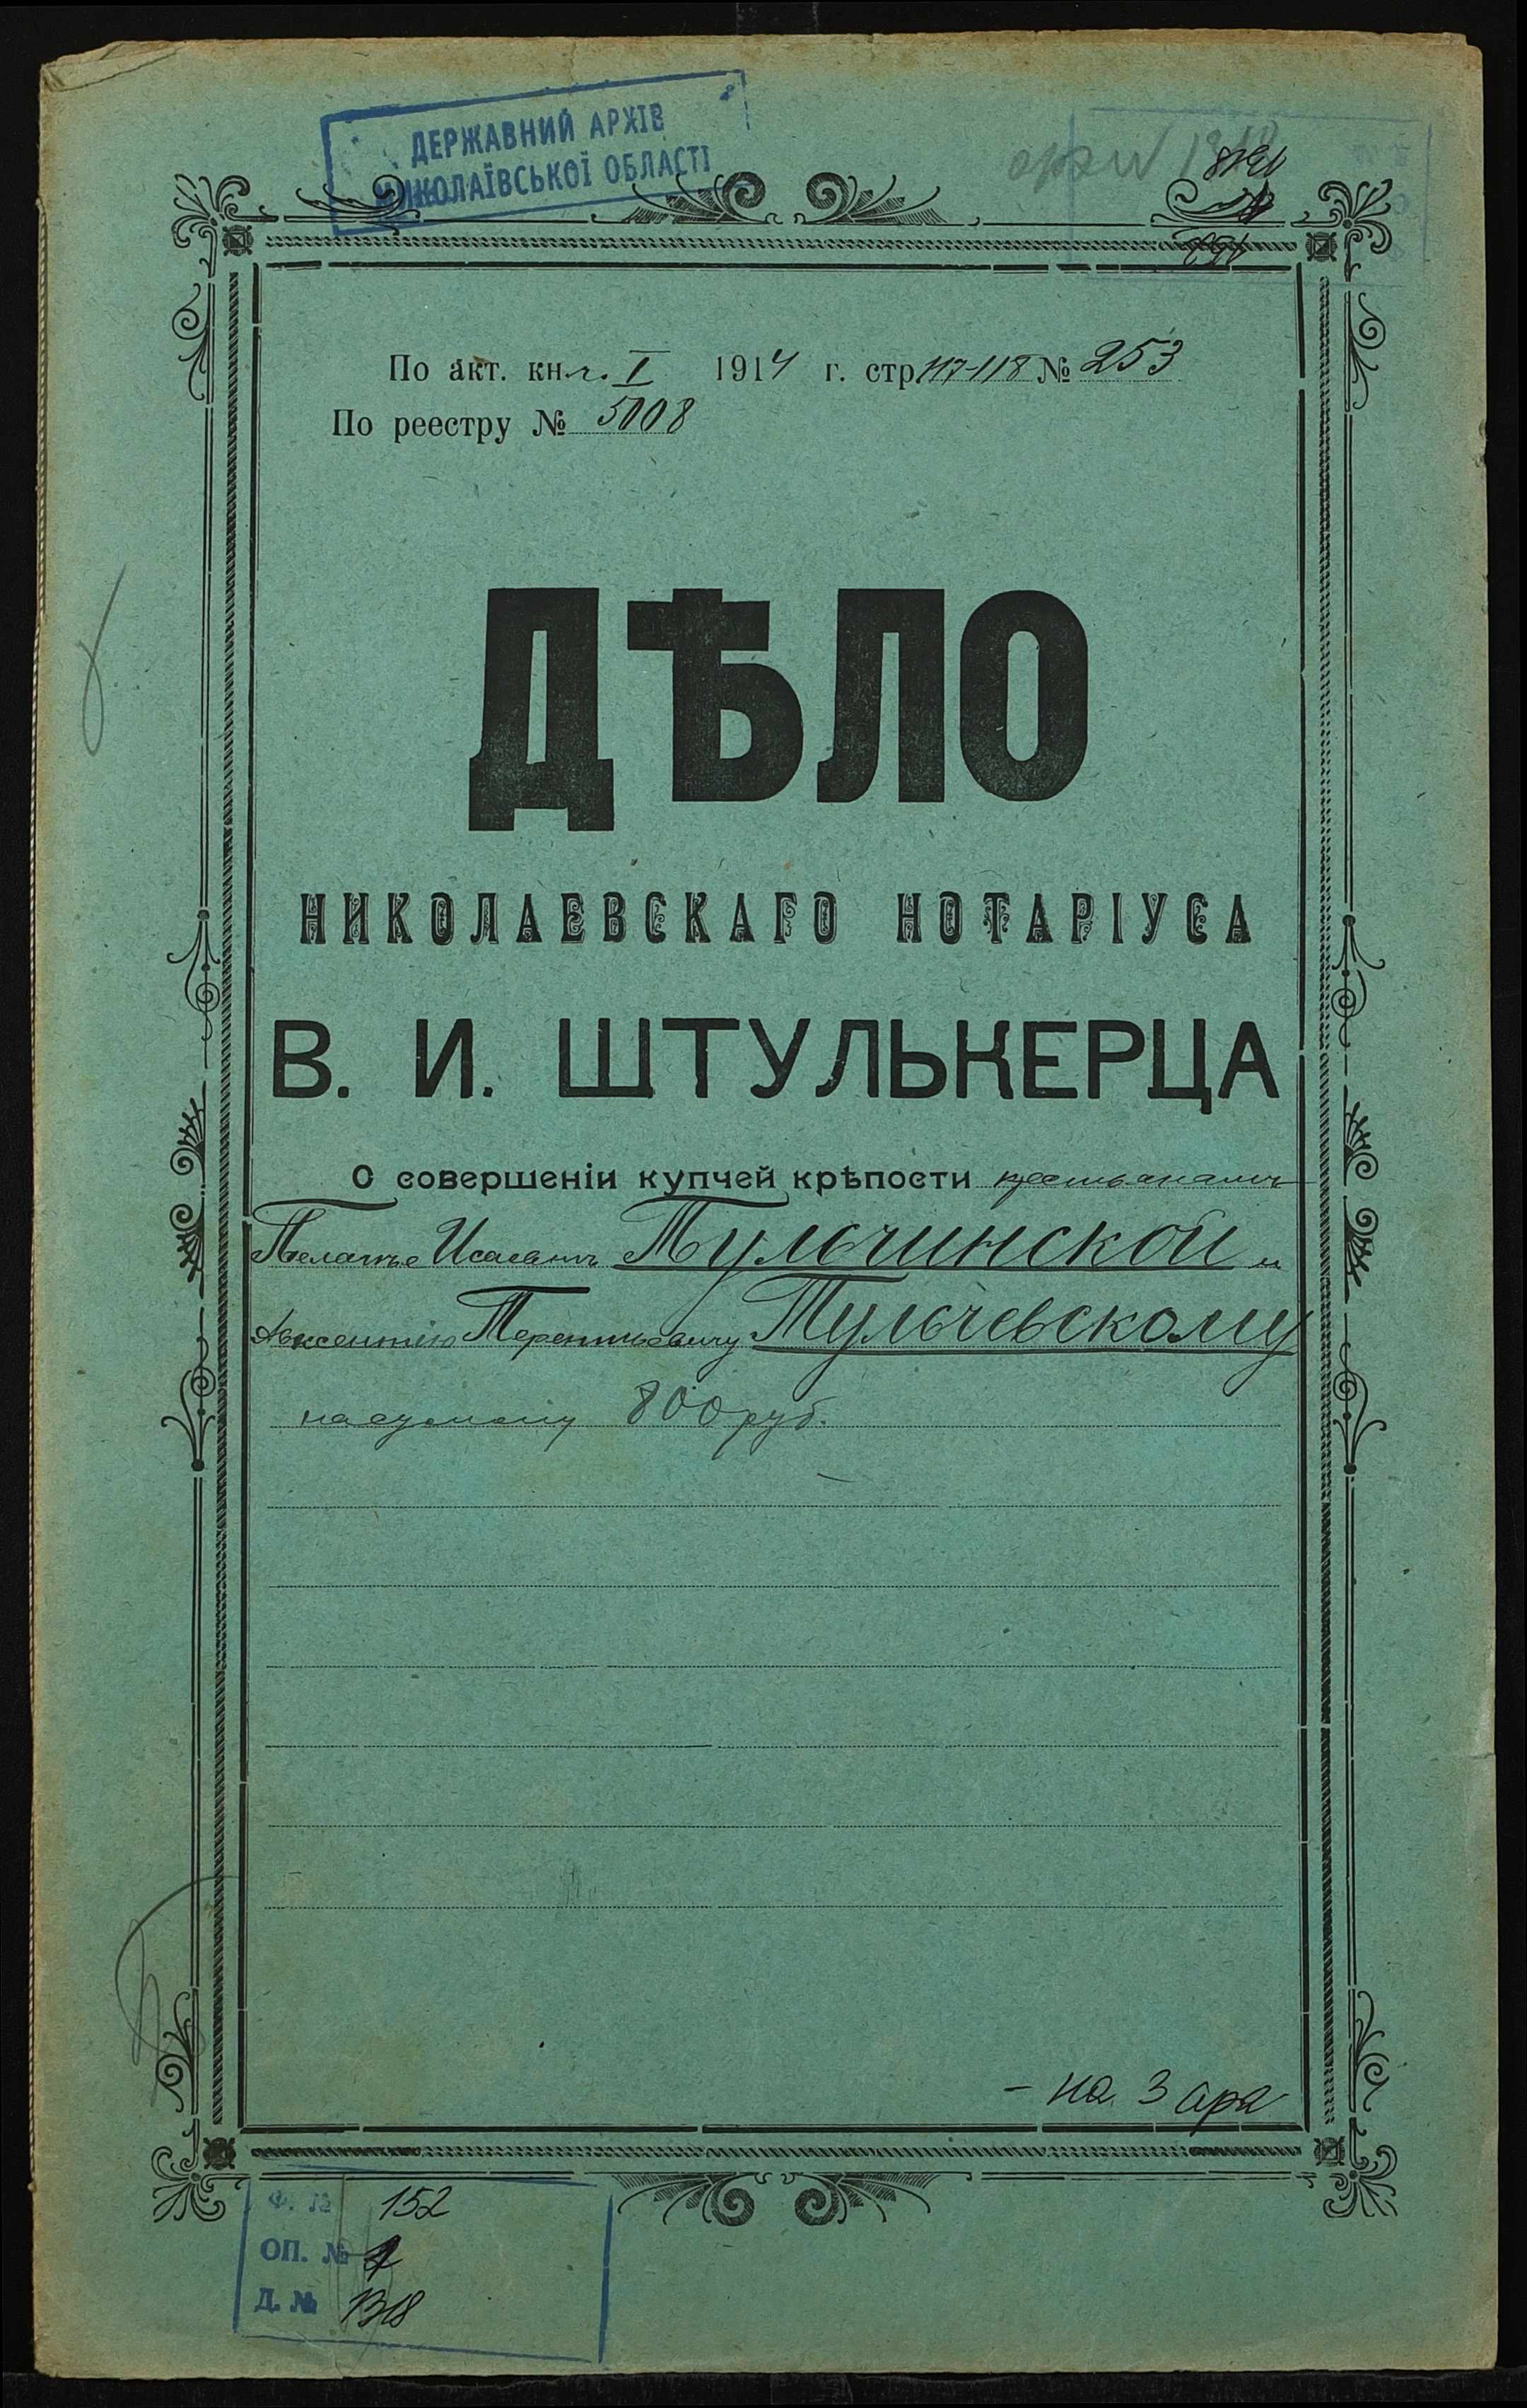 ДЕРЖАВНИЙ АРХІВ
МИКОЛАЇВСЬКОЇ ОБЛАСТІ
По акт. кн. ч. I 1914 г. стр 117-118 № 253
По реестру № 5008
ДѢЛО
НИКОЛАЕВСКАГО НОТАРІУСА
В. И. ШТУЛЬКЕРЦА
О совершеніи купчей крѣпости крестьянамъ
Пелагіе Исаевнѣ Тульчинской и
Авксентію Терентьевичу Тульчевскому
на сумму 800 руб.
- на 3 арк
Ф. № 152
ОП. № 1
Д. № 1318